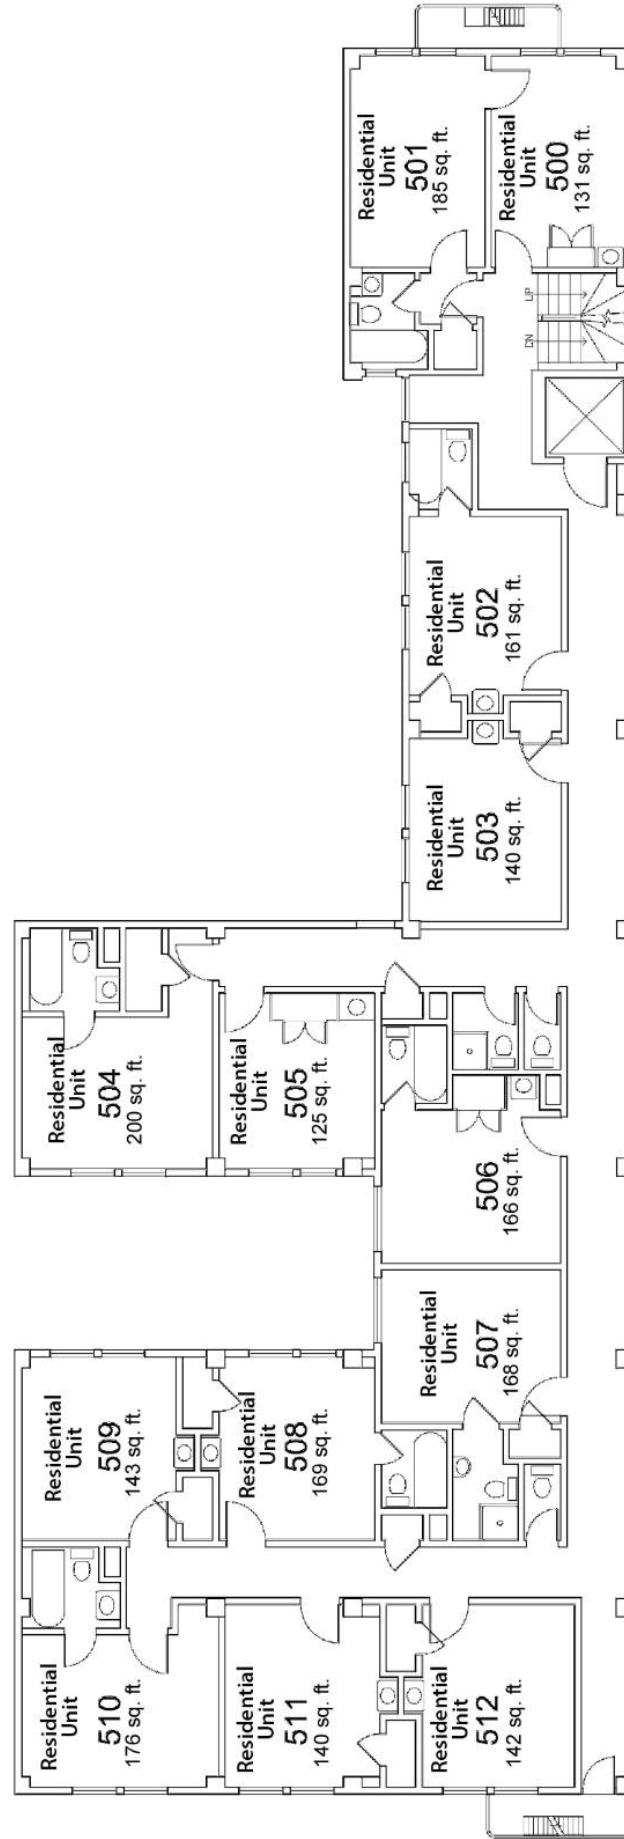 Residential
Unit
501
185 sq. ft.
Residential
Unit
500
131 sq. ft.
UP
DN
Residential
Unit
502
161 sq. ft.
Residential
Unit
503
140 sq. ft.
Residential
Unit
504
200 sq. ft.
Residential
Unit
505
125 sq. ft.
Residential
Unit
506
166 sq. ft.
Residential
Unit
507
168 sq. ft.
Residential
Unit
509
143 sq. ft.
Residential
Unit
508
169 sq. ft.
Residential
Unit
510
176 sq. ft.
Residential
Unit
511
140 sq. ft.
Residential
Unit
512
142 sq. ft.